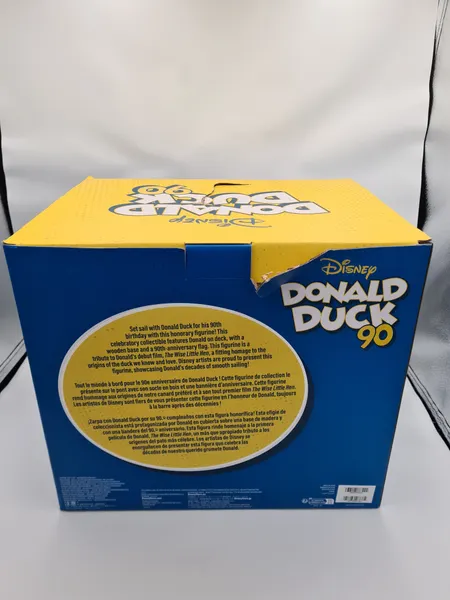 DISNEY
DONALD
DUCK
90
DISNEY
DONALD
DUCK
90
Set sail with Donald Duck for his 90th
birthday with this honorary figurine! This
celebratory collectible features Donald on deck, with a
wooden base and a 90th-anniversary flag. This figurine is a
tribute to Donald's debut film, The Wise Little Hen, a fitting homage to the
origins of the duck we know and love. Disney artists are proud to present this
figurine, showcasing Donald's decades of smooth sailing!
Tout le monde à bord pour le 90e anniversaire de Donald Duck ! Cette figurine de collection le
présente sur le pont avec son socle en bois et une bannière d'anniversaire. Cette figurine
rend hommage aux origines de notre canard préféré et à son tout premier film The Wise Little Hen.
Les artistes de Disney sont fiers de vous présenter cette figurine en l'honneur de Donald, toujours
à la barre après des décennies !
¡Zarpa con Donald Duck por su 90.º cumpleaños con esta figura honorífica! Esta efigie de
coleccionista está protagonizada por Donald en cubierta sobre una base de madera y
con una bandera del 90.º aniversario. Esta figura rinde homenaje a la primera
película de Donald, The Wise Little Hen, un más que apropiado tributo a los
orígenes del pato más célebre. Los artistas de Disney se
enorgullecen de presentar esta figura que celebra las
décadas de nuestro querido grumete Donald.